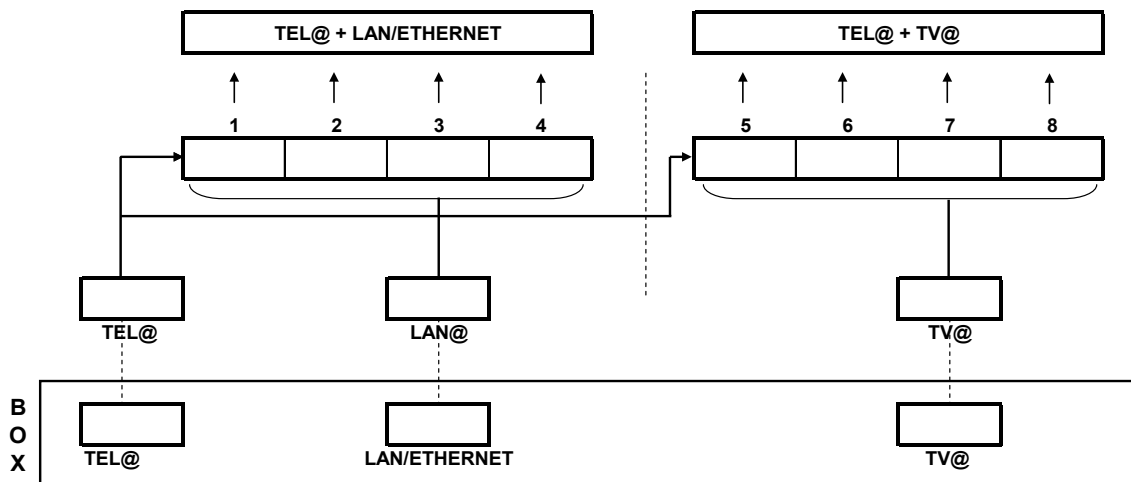 TEL@ + LAN/ETHERNET
TEL@ + TV@
1 2 3 4
5 6 7 8
TEL@
LAN@
TV@
BOX
TEL@
LAN/ETHERNET
TV@